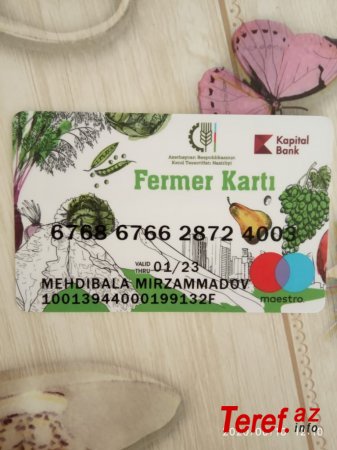 Azərbaycan Respublikasının
Kənd Təsərrüfatı Nazirliyi
Kapital
Bank
Fermer Kartı
6768 6766 2872 4003
VALID
THRU 01/23
MEHDIBALA MIRZAMMADOV
10013944000199132F
maestro
Teref.az
info